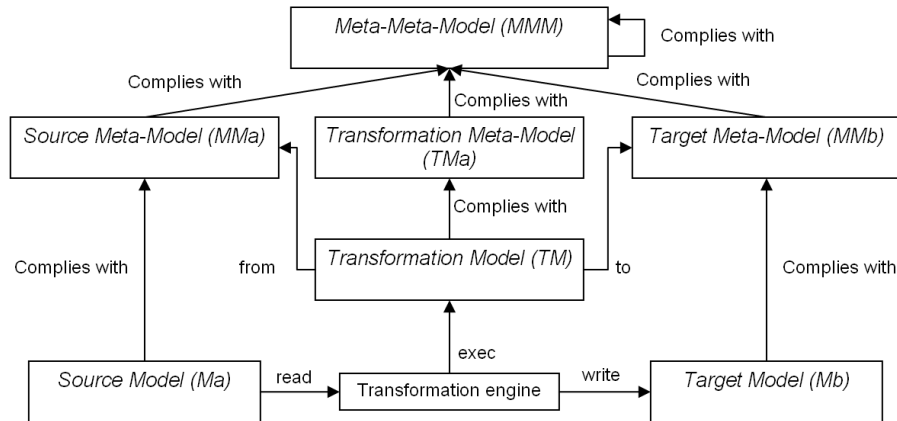 Meta-Meta-Model (MMM)
Complies with
Complies with
Complies with
Complies with
Source Meta-Model (MMa)
Transformation Meta-Model
(TMa)
Target Meta-Model (MMb)
Complies with
Complies with
from
Transformation Model (TM)
to
Complies with
exec
Source Model (Ma)
read
Transformation engine
write
Target Model (Mb)